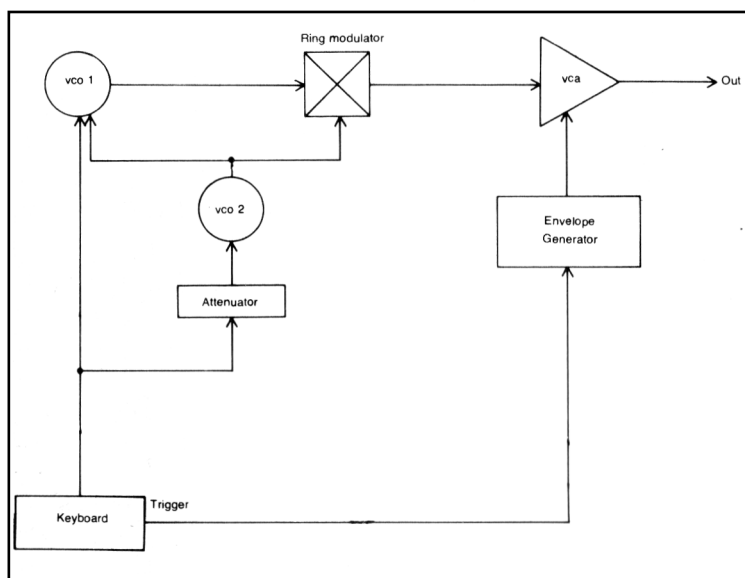 Ring modulator
vco 1
vca
Out
vco 2
Envelope
Generator
Attenuator
Trigger
Keyboard